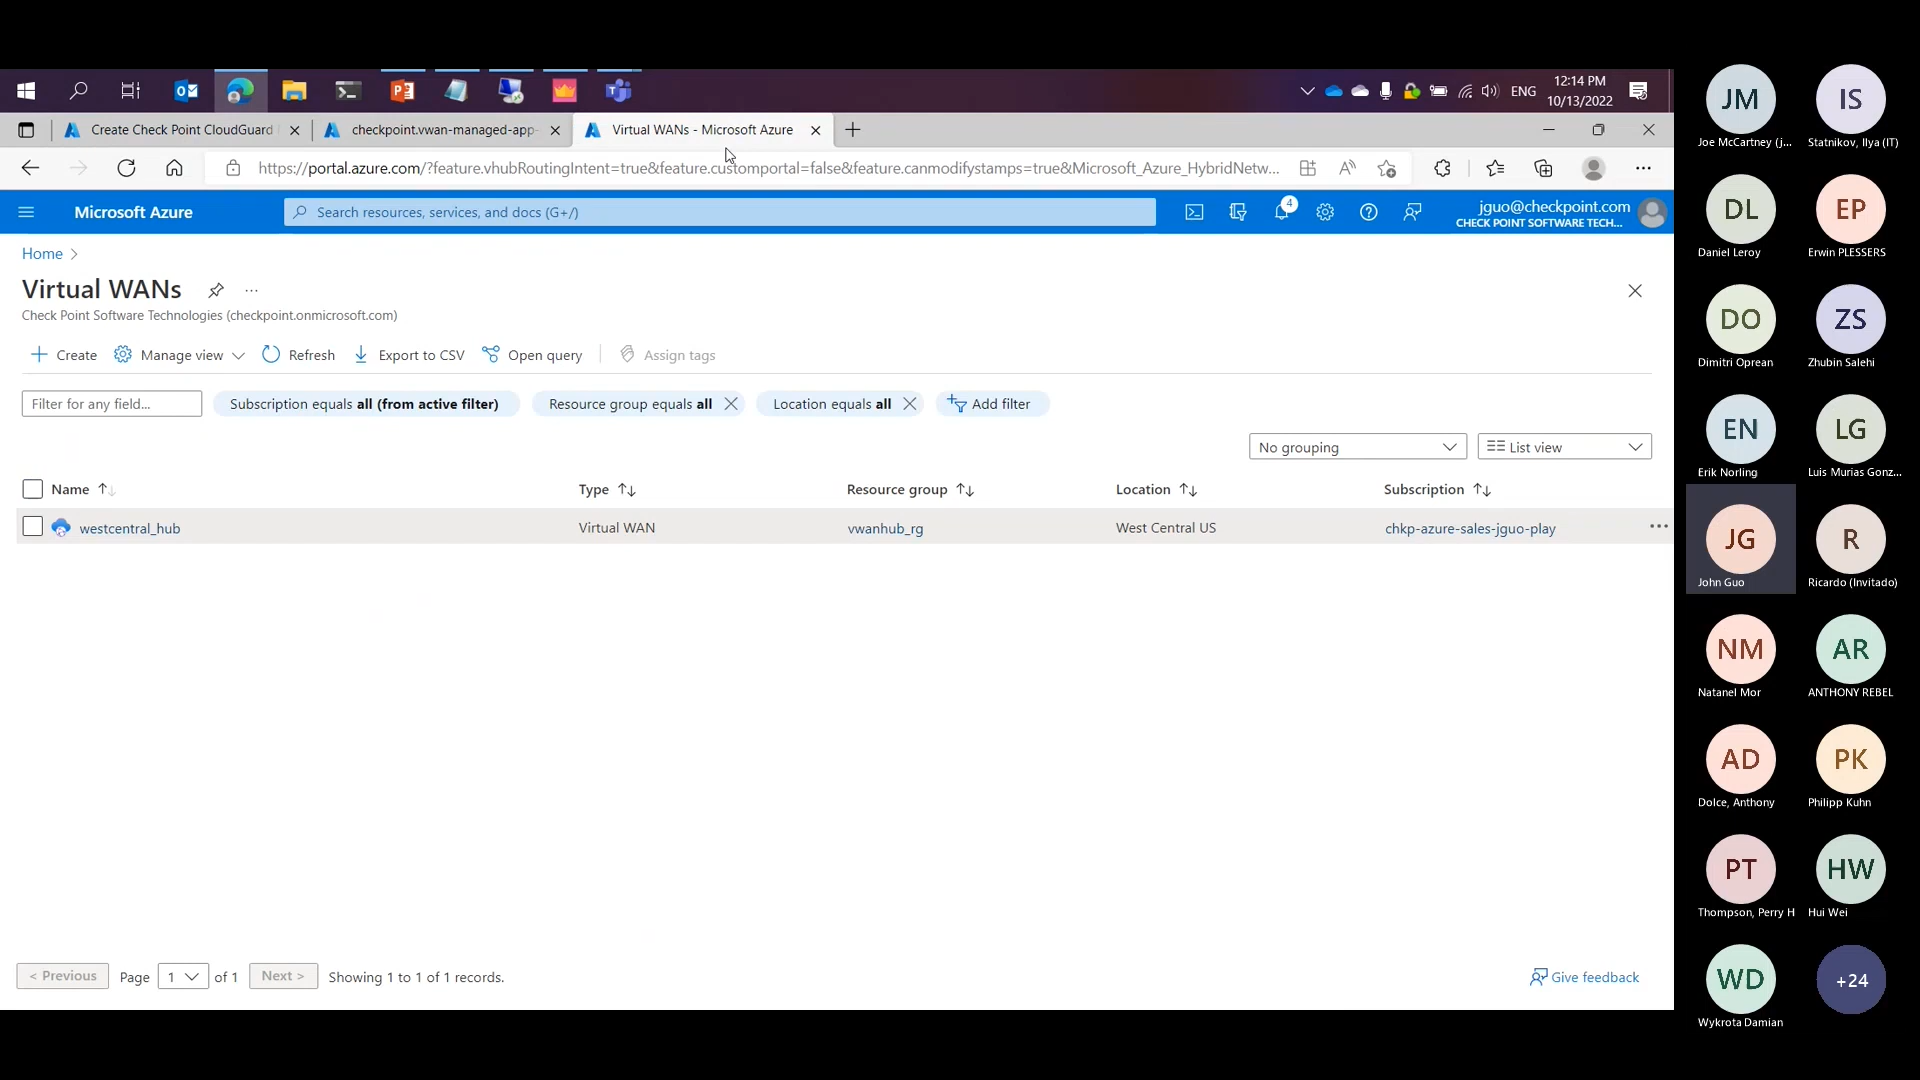 12:14 PM
ENG
10/13/2022
Create Check Point CloudGuard
checkpoint.vwan-managed-app-
Virtual WANs - Microsoft Azure
https://portal.azure.com/?feature.vhubRoutingIntent=true&feature.customportal=false&feature.canmodifystamps=true&Microsoft_Azure_HybridNetw...
Microsoft Azure
Search resources, services, and docs (G+/)
4
jguo@checkpoint.com
CHECK POINT SOFTWARE TECH...
Home >
Virtual WANs
...
Check Point Software Technologies (checkpoint.onmicrosoft.com)
Create
Manage view
Refresh
Export to CSV
Open query
Assign tags
Filter for any field...
Subscription equals all (from active filter)
Resource group equals all
Location equals all
Add filter
No grouping
List view
Name
Type
Resource group
Location
Subscription
westcentral_hub
Virtual WAN
vwanhub_rg
West Central US
chkp-azure-sales-jguo-play
...
< Previous
Page
1
of 1
Next >
Showing 1 to 1 of 1 records.
Give feedback
JM
IS
Joe McCartney (j...
Statnikov, Ilya (IT)
DL
EP
Daniel Leroy
Erwin PLESSERS
DO
ZS
Dimitri Oprean
Zhubin Salehi
EN
LG
Erik Norling
Luis Murias Gonz...
JG
R
John Guo
Ricardo (Invitado)
NM
AR
Natanel Mor
ANTHONY REBEL
AD
PK
Dolce, Anthony
Philipp Kuhn
PT
HW
Thompson, Perry H
Hui Wei
WD
+24
Wykrota Damian